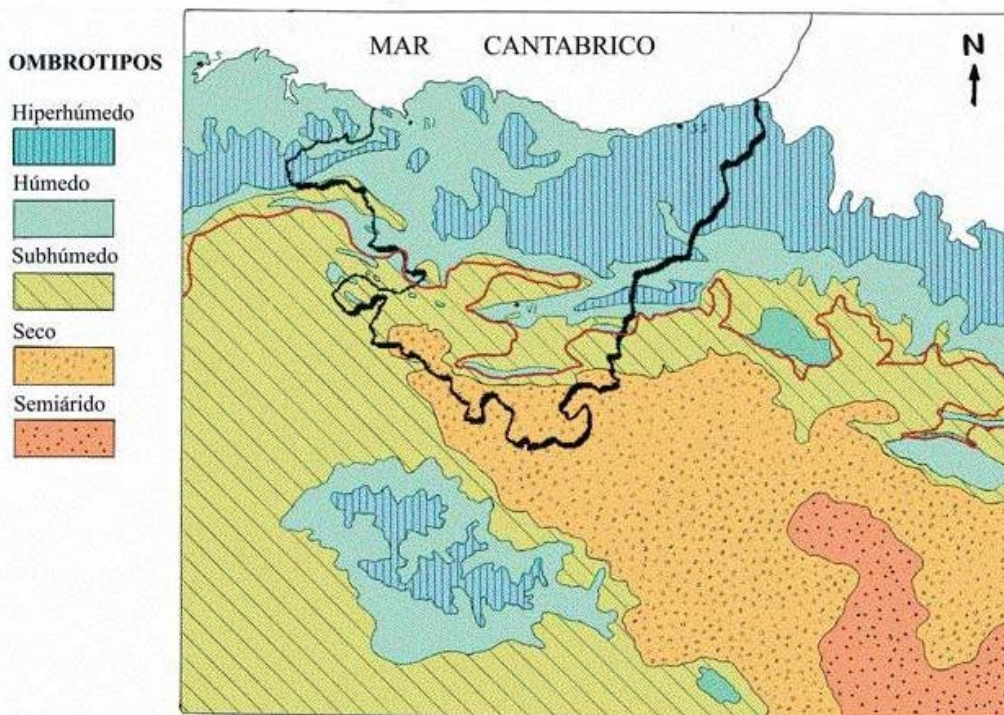 MAR CANTABRICO
N
OMBROTIPOS
Hiperhúmedo
Húmedo
Subhúmedo
Seco
Semiárido